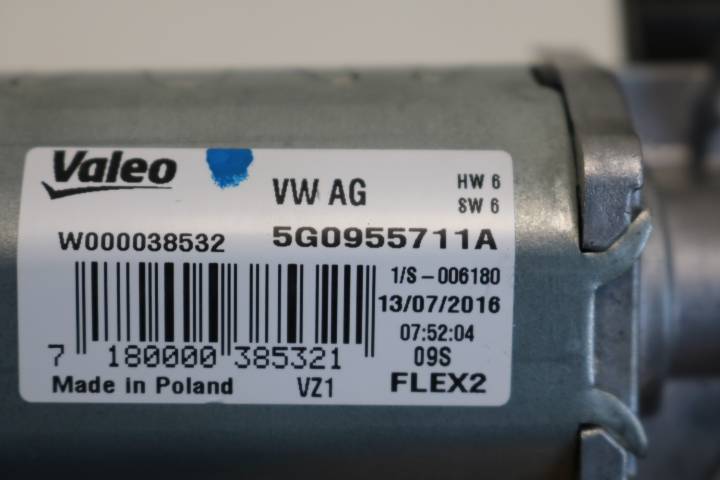 Valeo
VW AG
HW 6
SW 6
W000038532
5G0955711A
1/S-006180
13/07/2016
07:52:04
7 180000 385321
09S
Made in Poland
VZ1
FLEX2